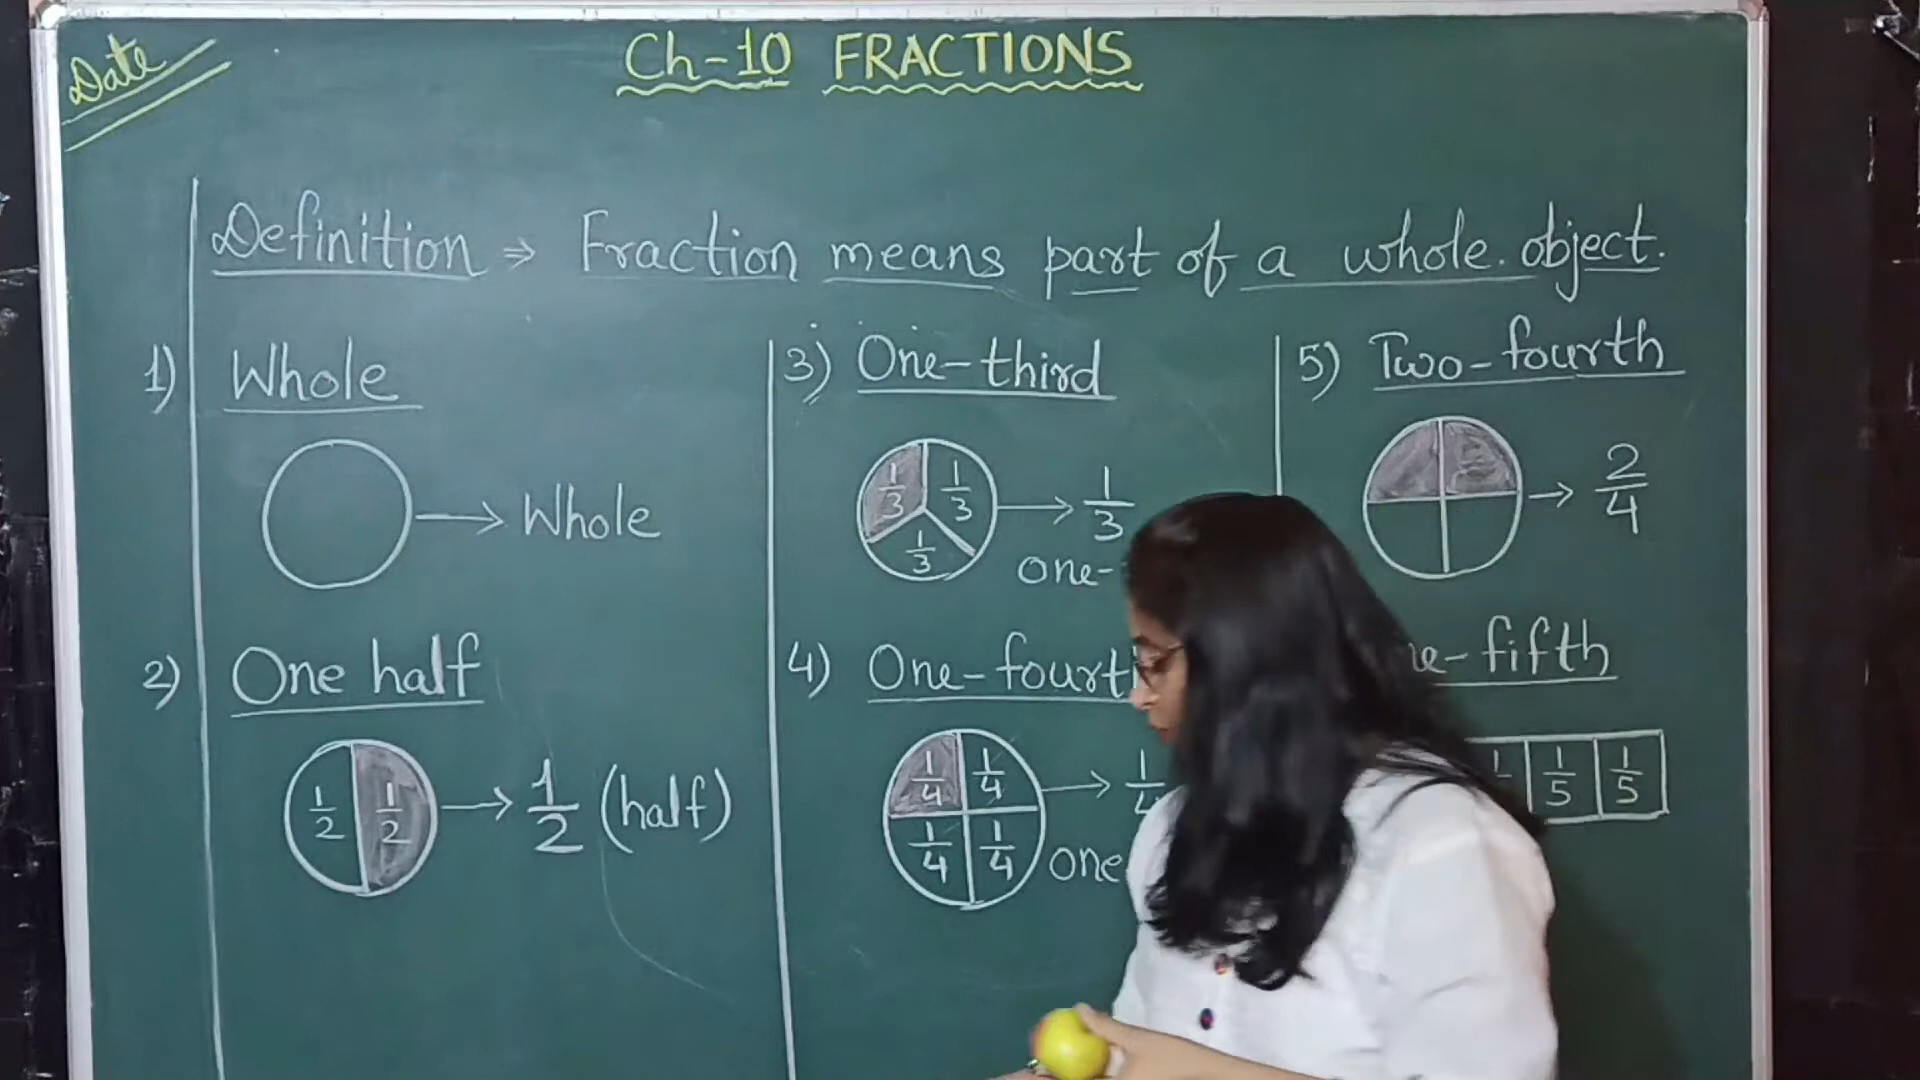 Date
Ch-10 FRACTIONS
Definition ⇒ Fraction means part of a whole. object.
1) Whole
→ Whole
2) One half
1/2 1/2 → 1/2 (half)
3) One-third
1/3 1/3 → 1/3
1/3
one-
4) One-fourt
1/4 1/4 → 1/4
1/4 1/4
one
5) Two-fourth
→ 2/4
e-fifth
1/5 1/5